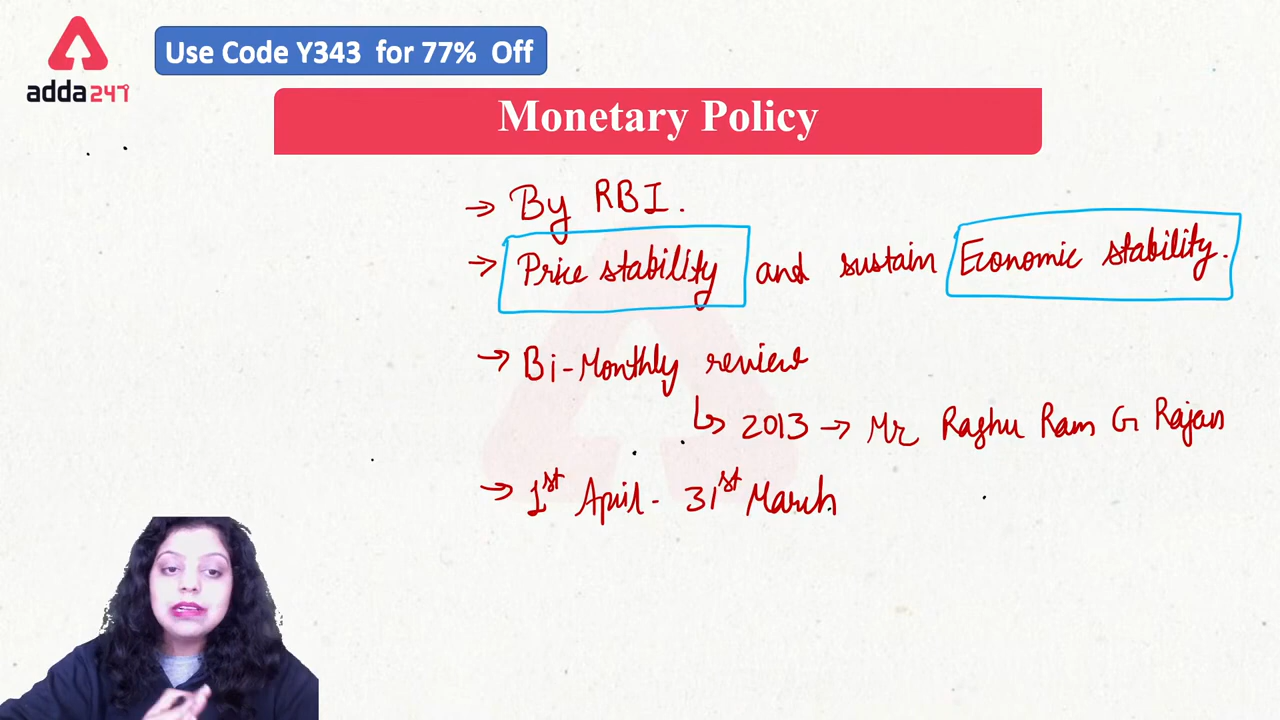 Use Code Y343 for 77% Off
adda247
Monetary Policy
→ By RBI.
→ Price stability and sustain Economic stability.
→ Bi-Monthly review
↳ 2013 → Mr Raghu Ram G Rajan
→ 1st April - 31st March